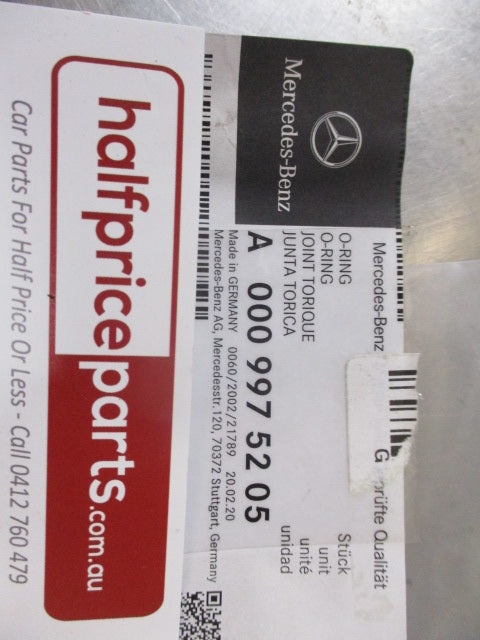 Mercedes-Benz
Mercedes-Benz
Qualität
O-RING
O-RING
JOINT TORIQUE
JUNTA TORICA
Stück
unit
unité
unidad
A 000 997 52 05
Made in GERMANY 0060/2002/21789 20.02.20
Mercedes-Benz AG, Mercedesstr.120, 70372 Stuttgart, Germany
halfpriceparts.com.au
Car Parts For Half Price Or Less - Call 0412 760 479